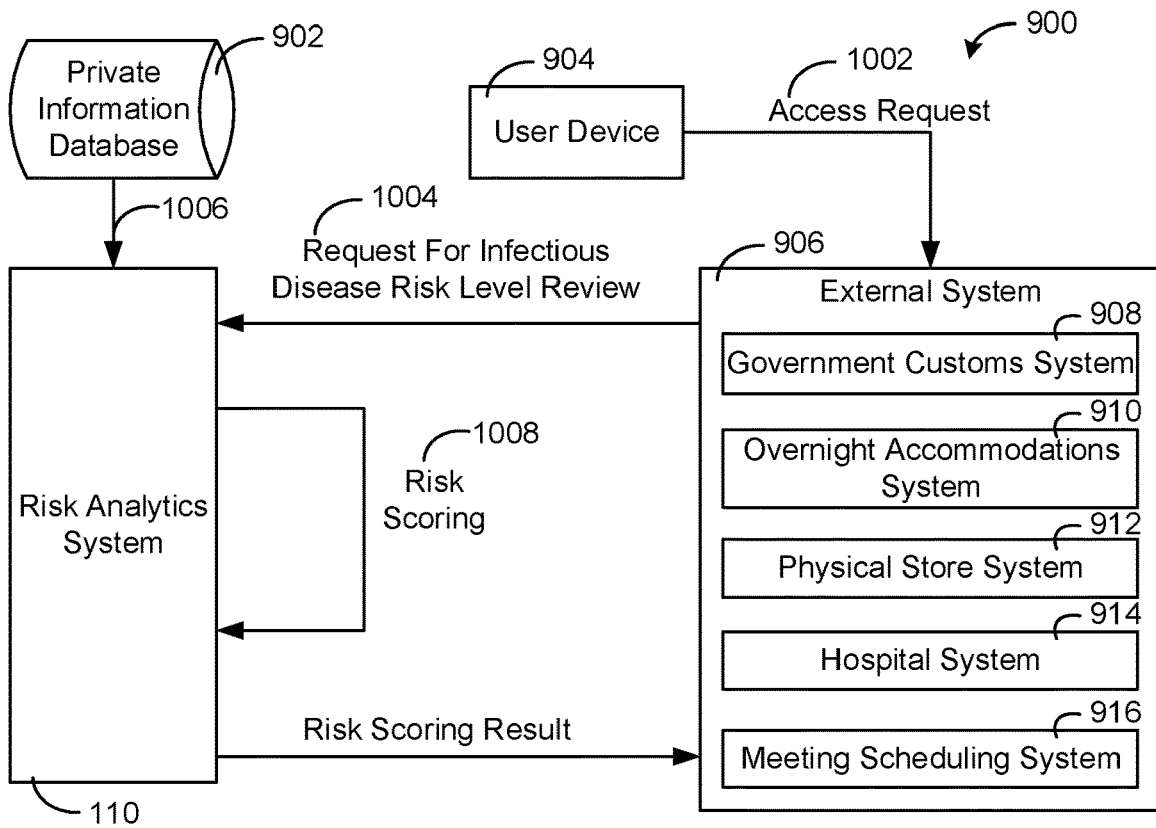 902
900
Private
Information
Database
904
User Device
1002
Access Request
1006
1004
Request For Infectious
Disease Risk Level Review
906
External System
908
Government Customs System
910
Overnight Accommodations
System
912
Physical Store System
914
Hospital System
916
Meeting Scheduling System
Risk Analytics
System
1008
Risk
Scoring
Risk Scoring Result
110